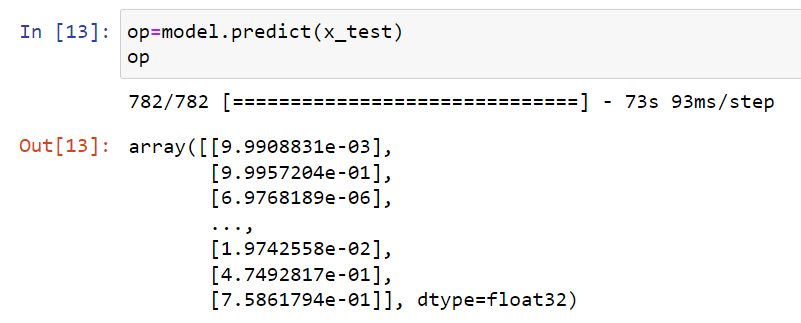 In [13]: op=model.predict(x_test)
op
782/782 [==============================] - 73s 93ms/step
Out[13]: array([[9.9908831e-03],
[9.9957204e-01],
[6.9768189e-06],
...,
[1.9742558e-02],
[4.7492817e-01],
[7.5861794e-01]], dtype=float32)